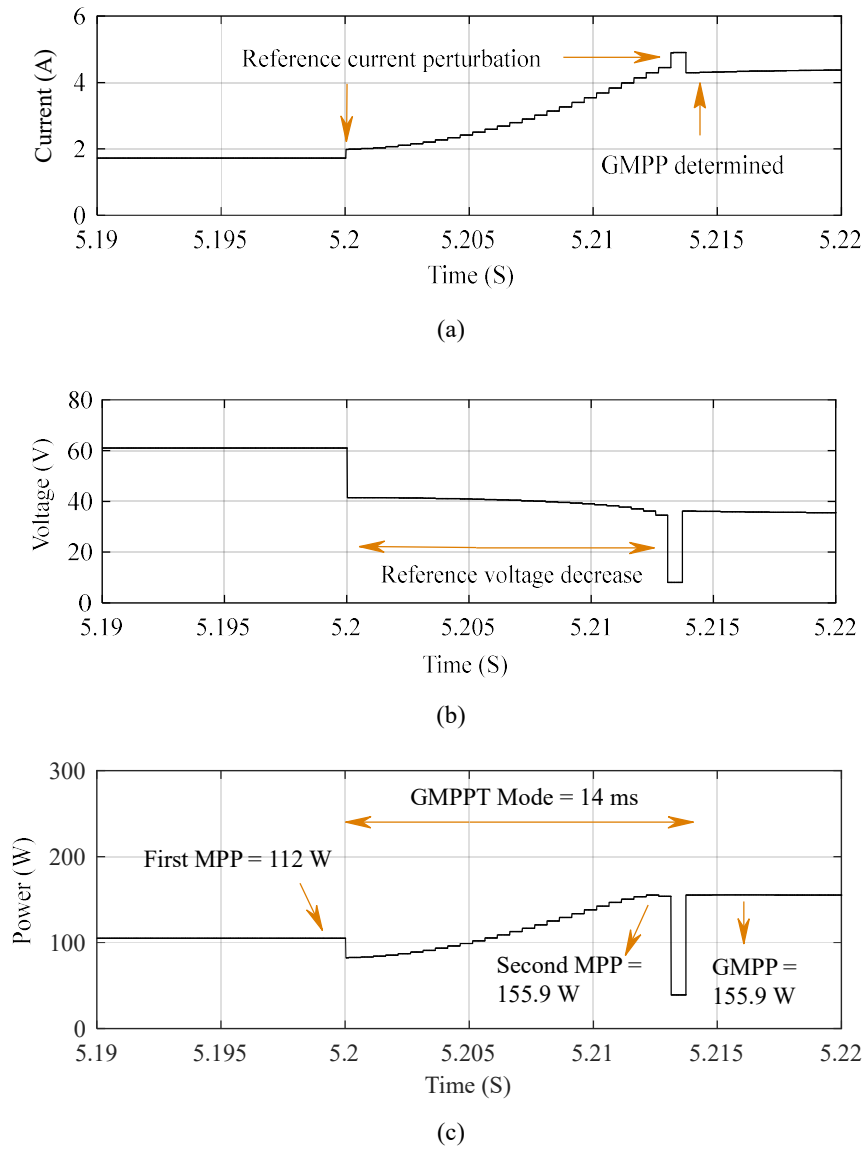 6
4
2
0
Current (A)
Reference current perturbation
GMPP determined
5.19 5.195 5.2 5.205 5.21 5.215 5.22
Time (S)
(a)
80
60
40
20
0
Voltage (V)
Reference voltage decrease
5.19 5.195 5.2 5.205 5.21 5.215 5.22
Time (S)
(b)
300
200
100
0
Power (W)
GMPPT Mode = 14 ms
First MPP = 112 W
Second MPP =
155.9 W
GMPP =
155.9 W
5.19 5.195 5.2 5.205 5.21 5.215 5.22
Time (S)
(c)